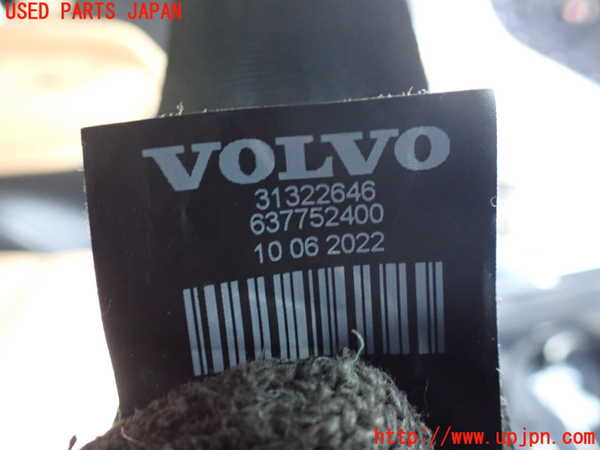 USED PARTS JAPAN
VOLVO
31322646
637752400
10 06 2022
http://www.upjpn.com/